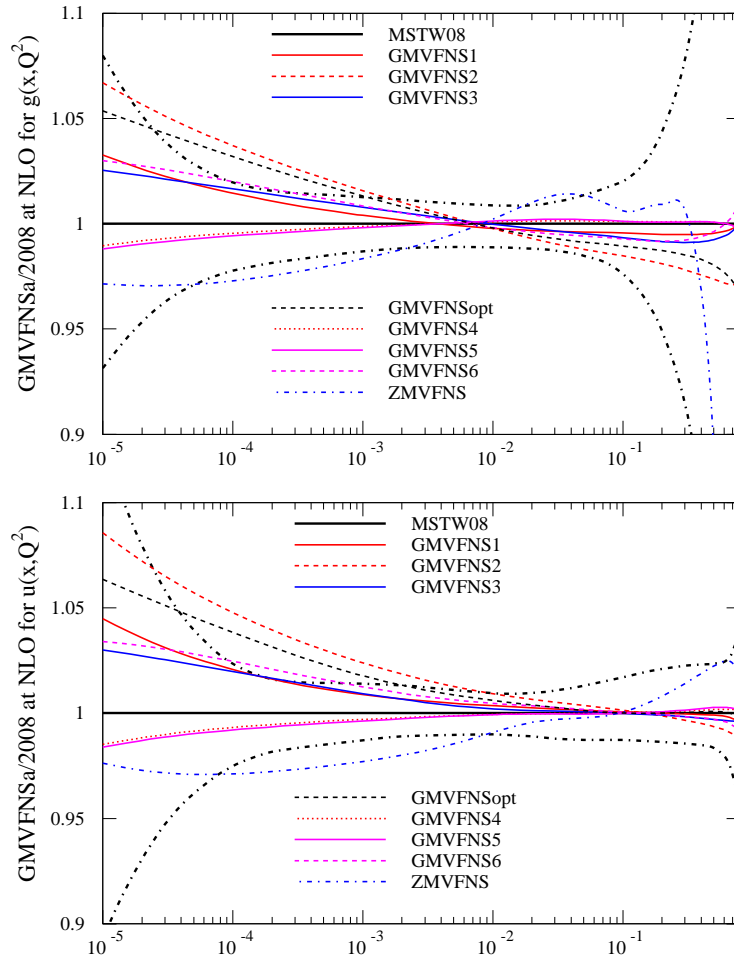 GMVFNSa/2008 at NLO for g(x,Q²)
1.1
1.05
1
0.95
0.9
MSTW08
GMVFNS1
GMVFNS2
GMVFNS3
GMVFNSopt
GMVFNS4
GMVFNS5
GMVFNS6
ZMVFNS
10⁻⁵ 10⁻⁴ 10⁻³ 10⁻² 10⁻¹
GMVFNSa/2008 at NLO for u(x,Q²)
1.1
1.05
1
0.95
0.9
MSTW08
GMVFNS1
GMVFNS2
GMVFNS3
GMVFNSopt
GMVFNS4
GMVFNS5
GMVFNS6
ZMVFNS
10⁻⁵ 10⁻⁴ 10⁻³ 10⁻² 10⁻¹